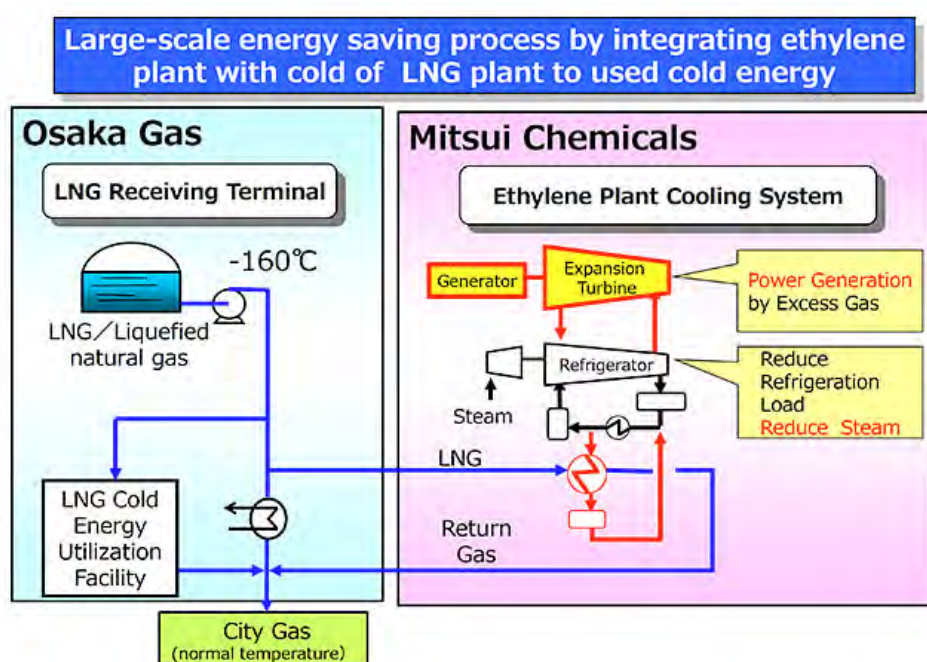 Large-scale energy saving process by integrating ethylene
plant with cold of LNG plant to used cold energy
Osaka Gas
LNG Receiving Terminal
-160℃
LNG／Liquefied
natural gas
LNG Cold
Energy
Utilization
Facility
City Gas
(normal temperature)
Mitsui Chemicals
Ethylene Plant Cooling System
Generator
Expansion
Turbine
Power Generation
by Excess Gas
Refrigerator
Steam
Reduce
Refrigeration
Load
Reduce Steam
LNG
Return
Gas